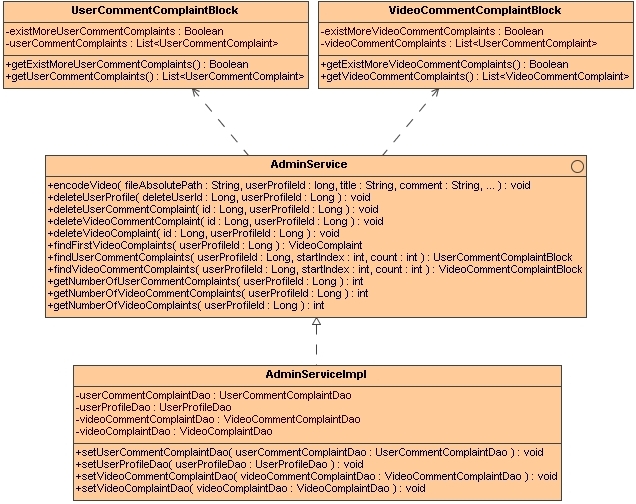 UserCommentComplaintBlock
-existMoreUserCommentComplaints : Boolean
-userCommentComplaints : List<UserCommentComplaint>
+getExistMoreUserCommentComplaints() : Boolean
+getUserCommentComplaints() : List<UserCommentComplaint>
VideoCommentComplaintBlock
-existMoreVideoCommentComplaints : Boolean
-videoCommentComplaints : List<UserCommentComplaint>
+getExistMoreVideoCommentComplaints() : Boolean
+getVideoCommentComplaints() : List<VideoCommentComplaint>
AdminService
+encodeVideo( fileAbsolutePath : String, userProfileId : long, title : String, comment : String, ... ) : void
+deleteUserProfile( deleteUserId : Long, userProfileId : Long ) : void
+deleteUserCommentComplaint( id : Long, userProfileId : Long ) : void
+deleteVideoCommentComplaint( id : Long, userProfileId : Long ) : void
+deleteVideoComplaint( id : Long, userProfileId : Long ) : void
+findFirstVideoComplaints( userProfileId : Long ) : VideoComplaint
+findUserCommentComplaints( userProfileId : Long, startIndex : int, count : int ) : UserCommentComplaintBlock
+findVideoCommentComplaints( userProfileId : Long, startIndex : int, count : int ) : VideoCommentComplaintBlock
+getNumberOfUserCommentComplaints( userProfileId : Long ) : int
+getNumberOfVideoCommentComplaints( userProfileId : Long ) : int
+getNumberOfVideoComplaints( userProfileId : Long ) : int
AdminServiceImpl
-userCommentComplaintDao : UserCommentComplaintDao
-userProfileDao : UserProfileDao
-videoCommentComplaintDao : VideoCommentComplaintDao
-videoComplaintDao : VideoComplaintDao
+setUserCommentComplaintDao( userCommentComplaintDao : UserCommentComplaintDao ) : void
+setUserProfileDao( userProfileDao : UserProfileDao ) : void
+setVideoCommentComplaintDao( videoCommentComplaintDao : VideoCommentComplaintDao ) : void
+setVideoComplaintDao( videoComplaintDao : VideoComplaintDao ) : void